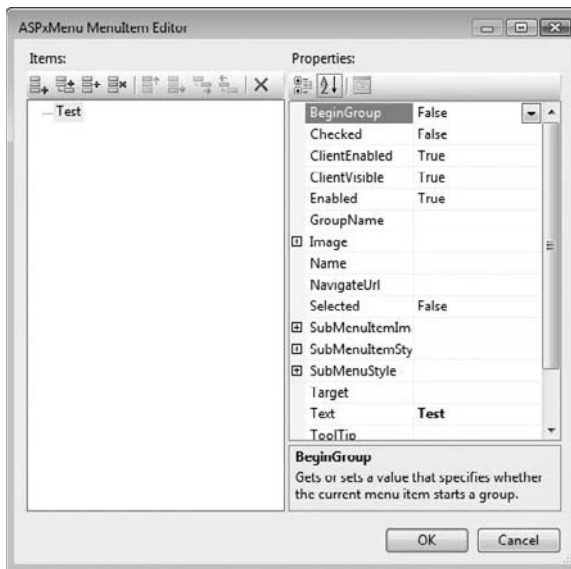 ASPxMenu MenuItem Editor
Items:
Properties:
Test
BeginGroup False
Checked False
ClientEnabled True
ClientVisible True
Enabled True
GroupName
Image
Name
NavigateUrl
Selected False
SubMenuItemIm
SubMenuItemSty
SubMenuStyle
Target
Text Test
ToolTip
BeginGroup
Gets or sets a value that specifies whether
the current menu item starts a group.
OK Cancel